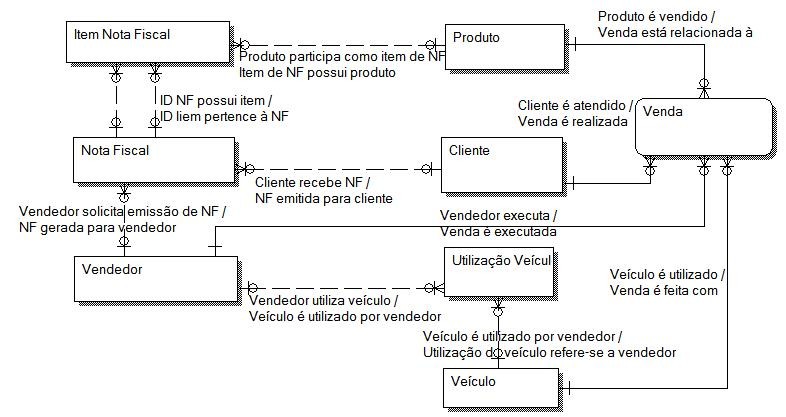 Produto é vendido /
Venda está relacionada à
Item Nota Fiscal
Produto
Produto participa como item de NF
Item de NF possui produto
ID NF possui item /
ID liem pertence à NF
Cliente é atendido /
Venda é realizada
Venda
Nota Fiscal
Cliente
Cliente recebe NF /
NF emitida para cliente
Vendedor solicita emissão de NF /
NF gerada para vendedor
Vendedor executa /
Venda é executada
Vendedor
Utilização Veícul
Veículo é utilizado /
Venda é feita com
Vendedor utiliza veículo /
Veículo é utilizado por vendedor
Veículo é utilizado por vendedor /
Utilização do veículo refere-se a vendedor
Veículo